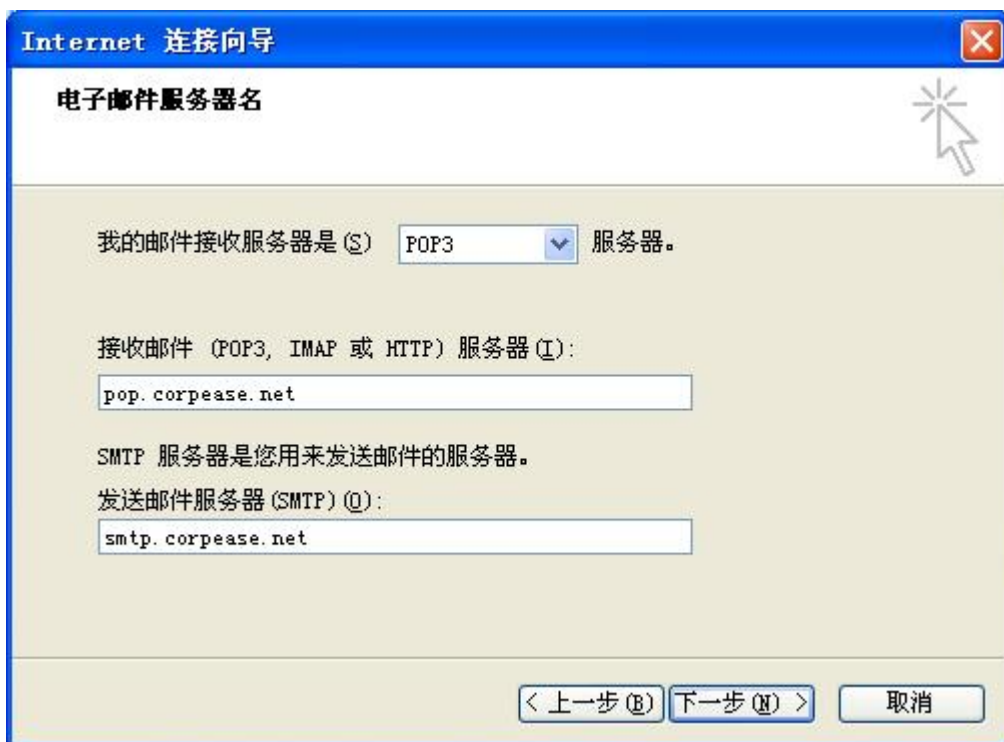 Internet 连接向导
电子邮件服务器名
我的邮件接收服务器是(S) POP3 服务器。
接收邮件 (POP3, IMAP 或 HTTP) 服务器(I):
pop.corpease.net
SMTP 服务器是您用来发送邮件的服务器。
发送邮件服务器(SMTP)(O):
smtp.corpease.net
< 上一步(B) 下一步(N) > 取消